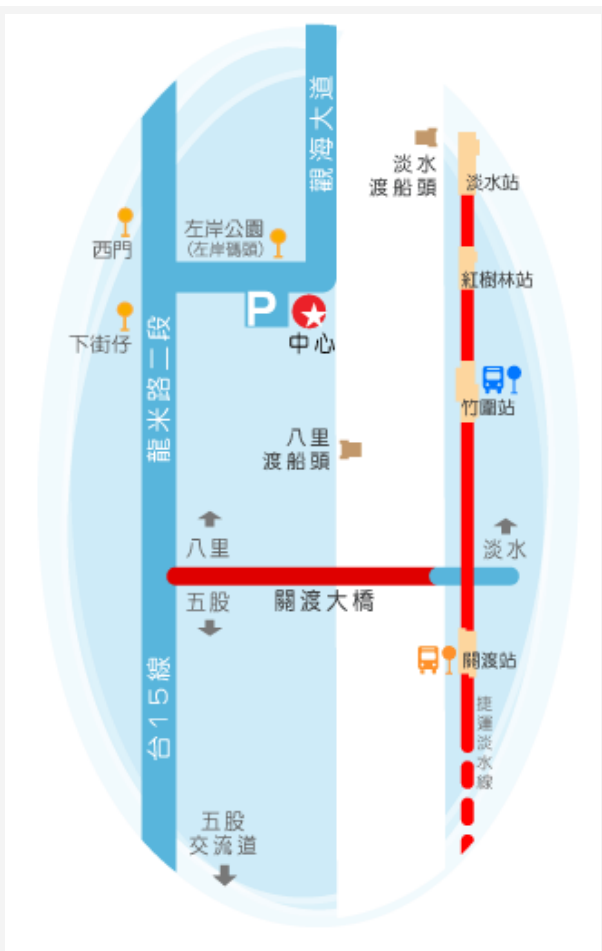 觀海大道
淡水
渡船頭
淡水站
西門
左岸公園
(左岸碼頭)
紅樹林站
P
下街仔
中心
龍米路二段
竹圍站
八里
渡船頭
八里
淡水
五股
關渡大橋
關渡站
台15線
捷運淡水線
五股
交流道